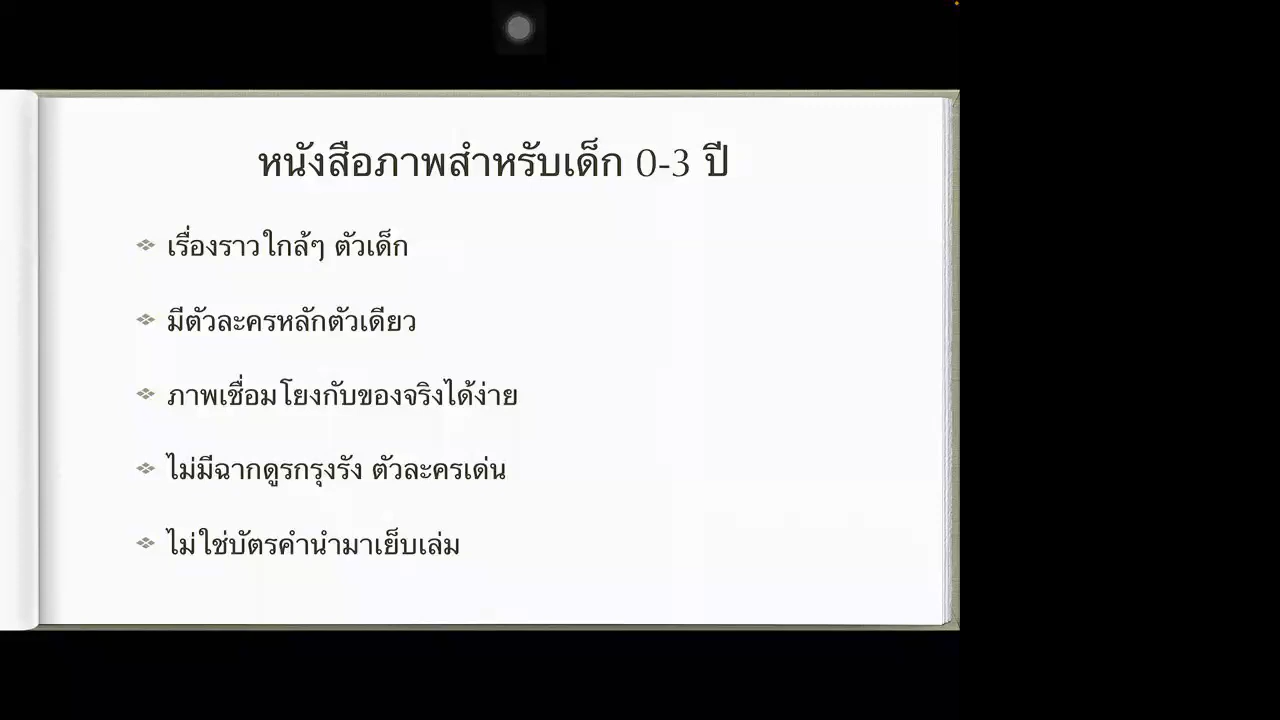 หนังสือภาพสำหรับเด็ก 0-3 ปี
เรื่องราวใกล้ๆ ตัวเด็ก
มีตัวละครหลักตัวเดียว
ภาพเชื่อมโยงกับของจริงได้ง่าย
ไม่มีฉากดูรกรุงรัง ตัวละครเด่น
ไม่ใช่บัตรคำนำมาเย็บเล่ม